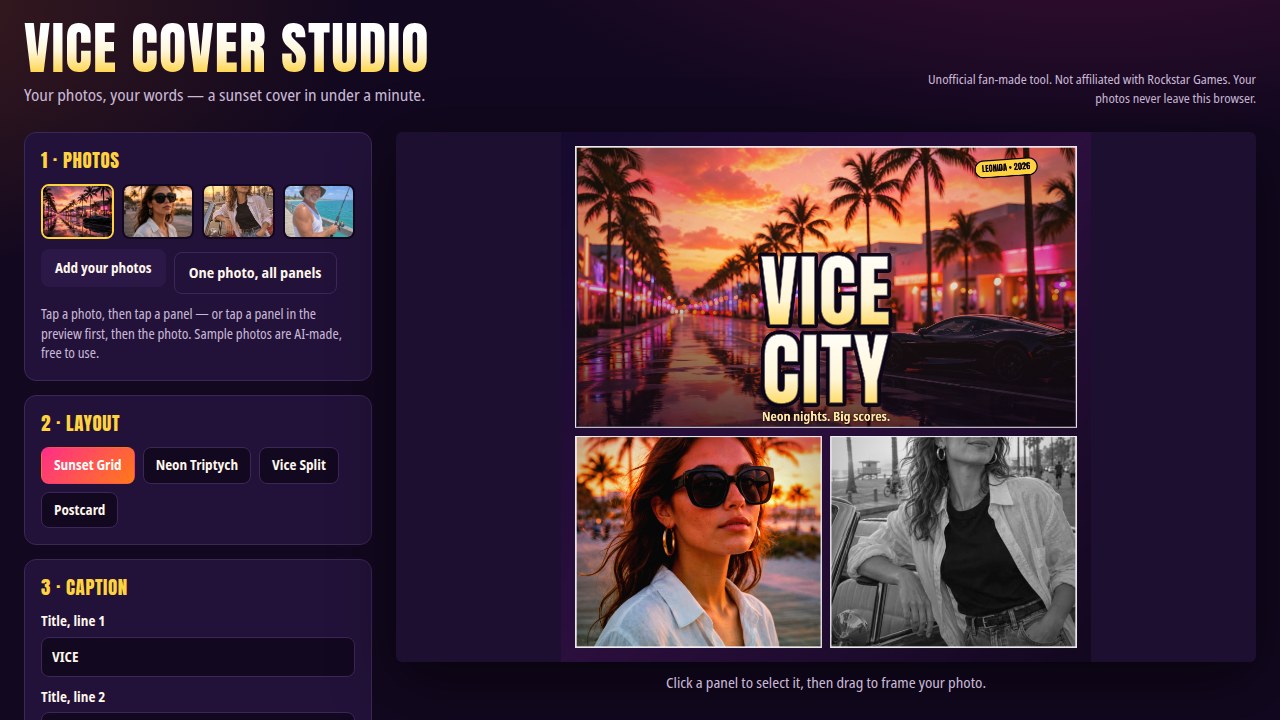 VICE COVER STUDIO
Your photos, your words — a sunset cover in under a minute.
Unofficial fan-made tool. Not affiliated with Rockstar Games. Your
photos never leave this browser.
1 · PHOTOS
Add your photos
One photo, all panels
Tap a photo, then tap a panel — or tap a panel in the
preview first, then the photo. Sample photos are AI-made,
free to use.
2 · LAYOUT
Sunset Grid
Neon Triptych
Vice Split
Postcard
3 · CAPTION
Title, line 1
VICE
Title, line 2
LEONIDA • 2026
VICE
CITY
Neon nights. Big scores.
Click a panel to select it, then drag to frame your photo.